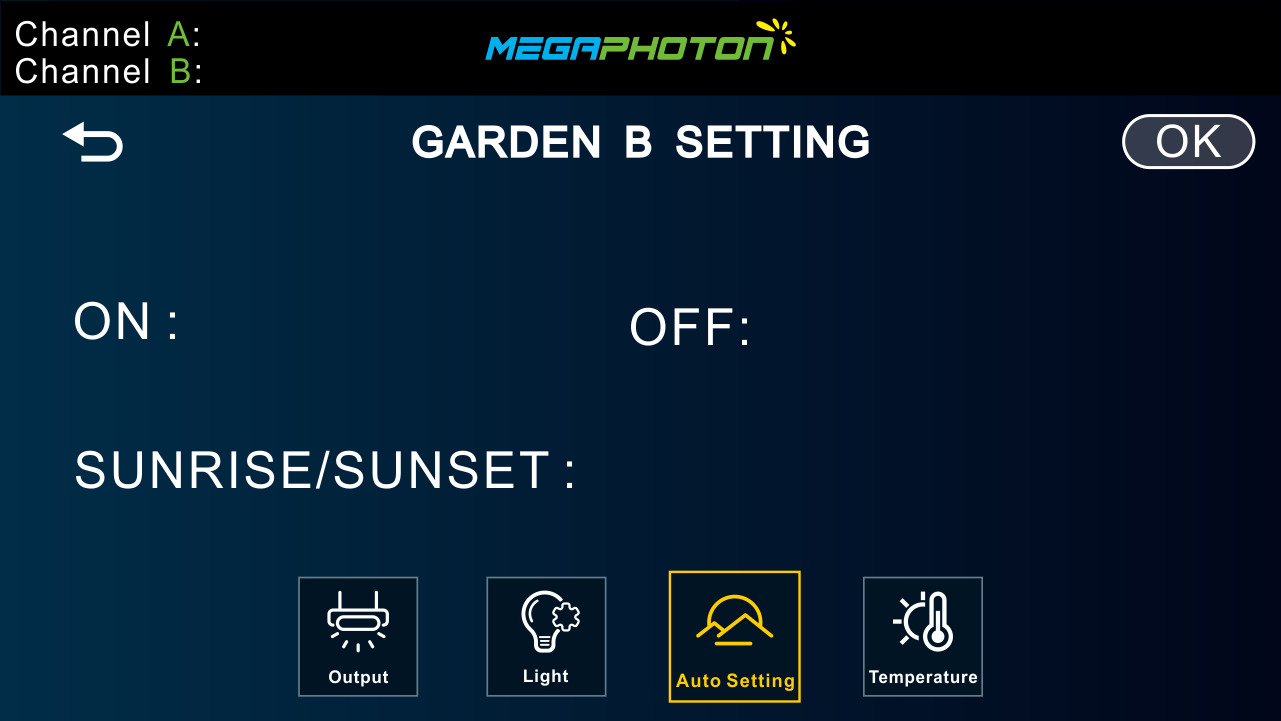 Channel A:
Channel B:
MEGAPHOTON
GARDEN B SETTING
OK
ON :
OFF:
SUNRISE/SUNSET :
Output
Light
Auto Setting
Temperature